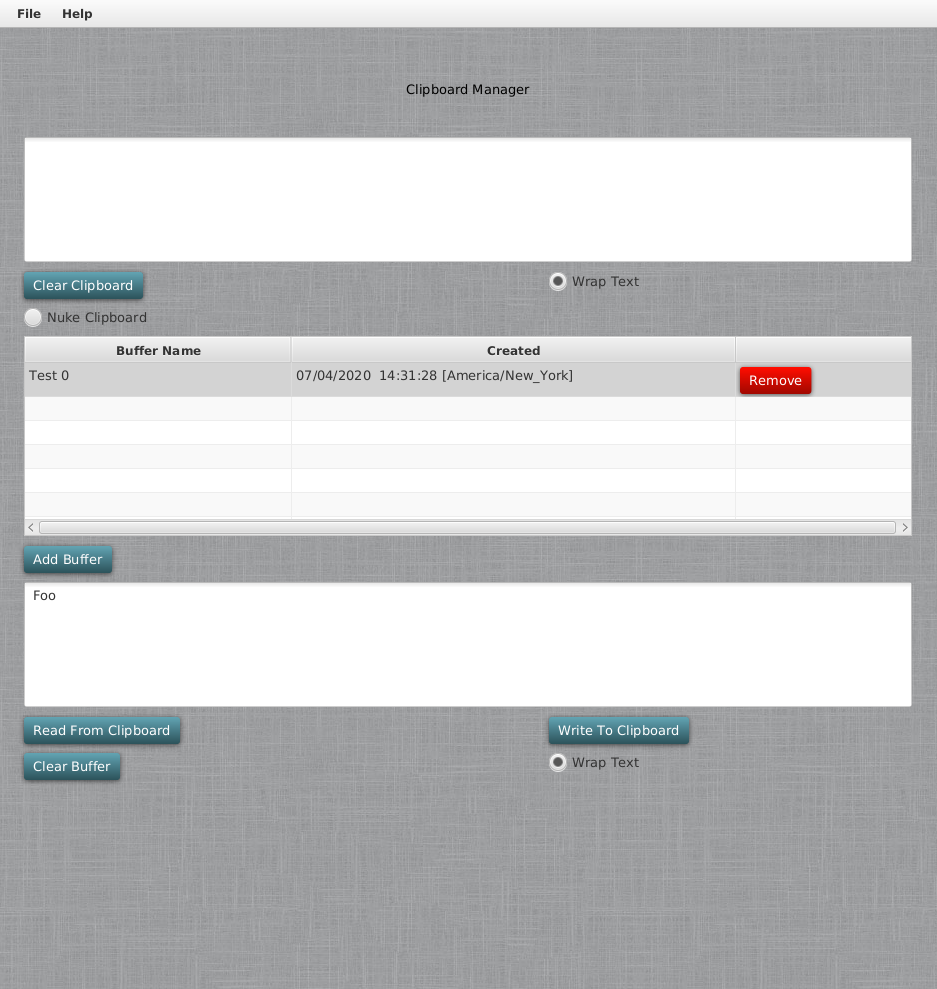 File Help
Clipboard Manager
Clear Clipboard Wrap Text
Nuke Clipboard
Buffer Name Created
Test 0 07/04/2020  14:31:28 [America/New_York] Remove
Add Buffer
Foo
Read From Clipboard Write To Clipboard
Clear Buffer Wrap Text